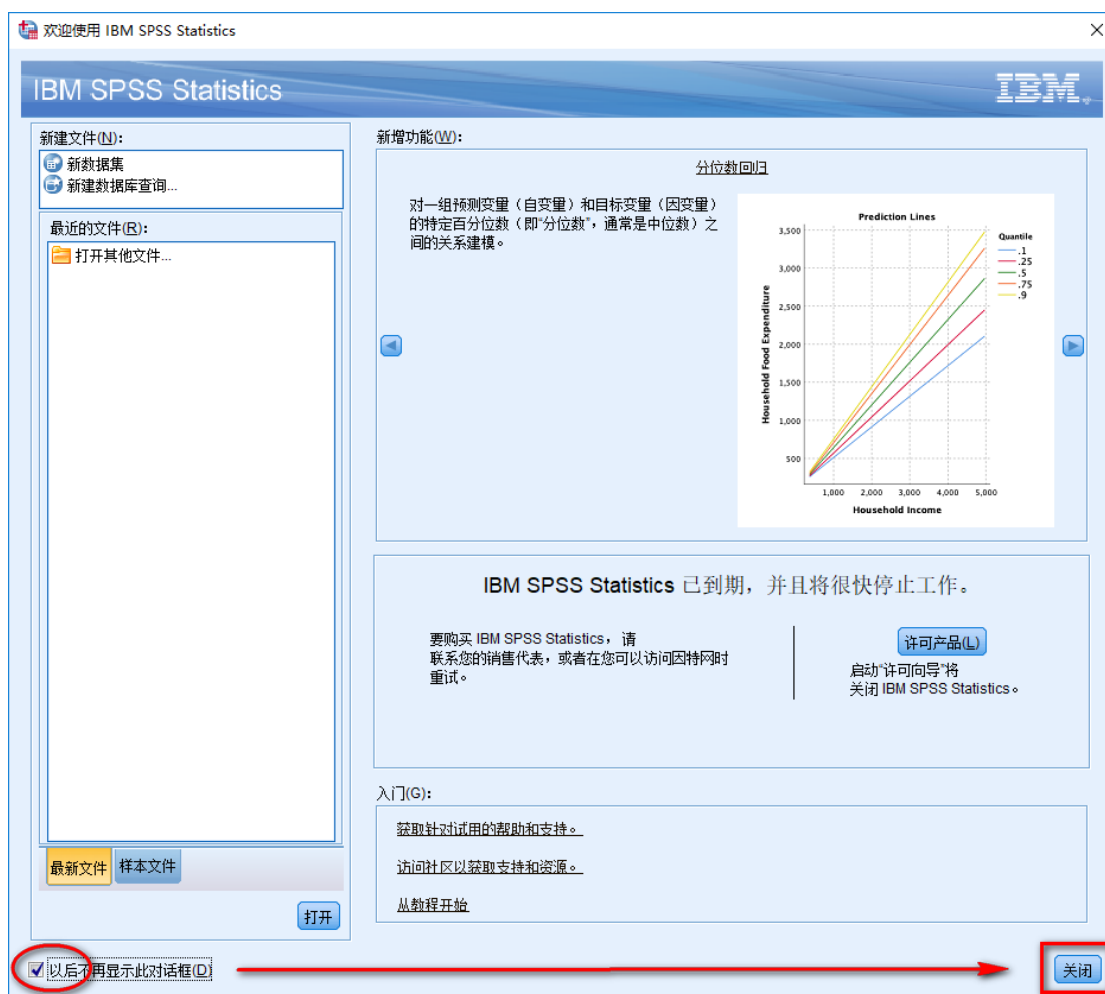 欢迎使用 IBM SPSS Statistics
IBM SPSS Statistics
IBM
新建文件(N):
新数据集
新建数据库查询...
最近的文件(R):
打开其他文件...
最新文件
样本文件
打开
新增功能(W):
分位数回归
对一组预测变量（自变量）和目标变量（因变量）
的特定百分位数（即“分位数”，通常是中位数）之
间的关系建模。
Prediction Lines
Household Food Expenditure
3,500
3,000
2,500
2,000
1,500
1,000
500
1,000 2,000 3,000 4,000 5,000
Household Income
Quantile
.1
.25
.5
.75
.9
IBM SPSS Statistics 已到期，并且将很快停止工作。
要购买 IBM SPSS Statistics，请
联系您的销售代表，或者在您可以访问因特网时
重试。
许可产品(L)
启动“许可向导”将
关闭 IBM SPSS Statistics。
入门(G):
获取针对试用的帮助和支持。
访问社区以获取支持和资源。
从教程开始
以后不再显示此对话框(D)
关闭